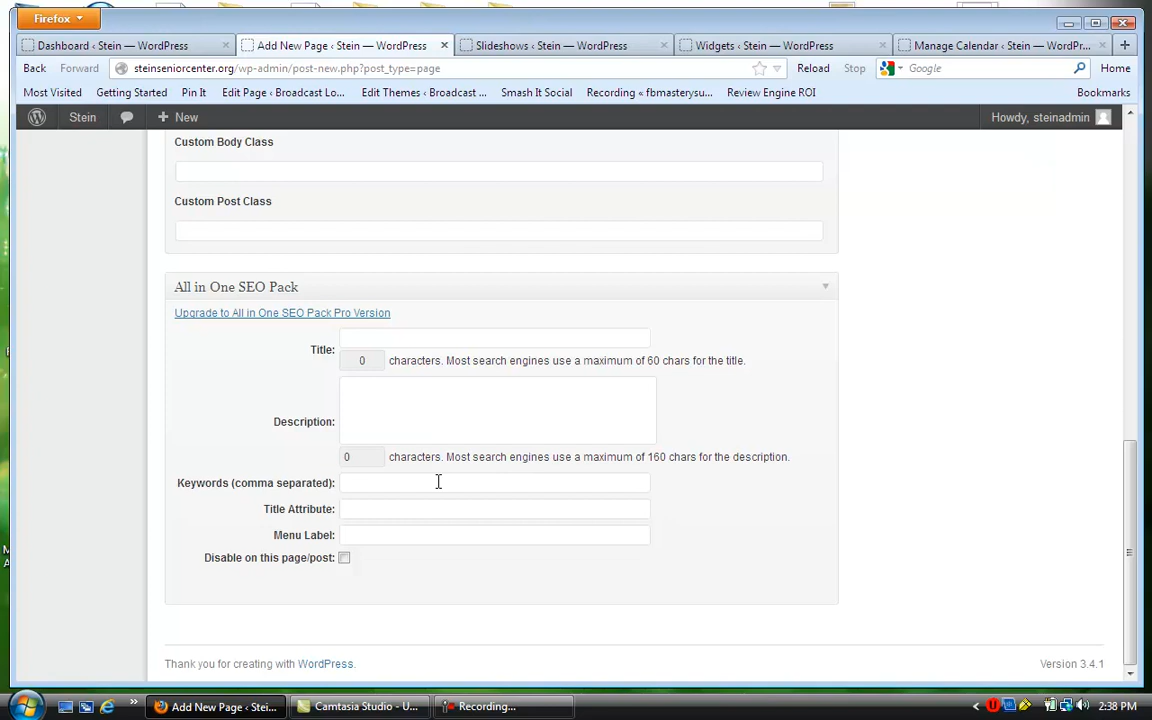 Firefox
Dashboard ‹ Stein — WordPress
Add New Page ‹ Stein — WordPress
Slideshows ‹ Stein — WordPress
Widgets ‹ Stein — WordPress
Manage Calendar ‹ Stein — WordPr...
Back
Forward
steinseniorcenter.org/wp-admin/post-new.php?post_type=page
Reload
Stop
Google
Home
Most Visited
Getting Started
Pin It
Edit Page ‹ Broadcast Lo...
Edit Themes ‹ Broadcast ...
Smash It Social
Recording ‹ fbmasterysu...
Review Engine ROI
Bookmarks
Stein
+ New
Howdy, steinadmin
Custom Body Class
Custom Post Class
All in One SEO Pack
Upgrade to All in One SEO Pack Pro Version
Title:
0 characters. Most search engines use a maximum of 60 chars for the title.
Description:
0 characters. Most search engines use a maximum of 160 chars for the description.
Keywords (comma separated):
Title Attribute:
Menu Label:
Disable on this page/post:
Thank you for creating with WordPress.
Version 3.4.1
Add New Page ‹ Stei...
Camtasia Studio - U...
Recording...
2:38 PM